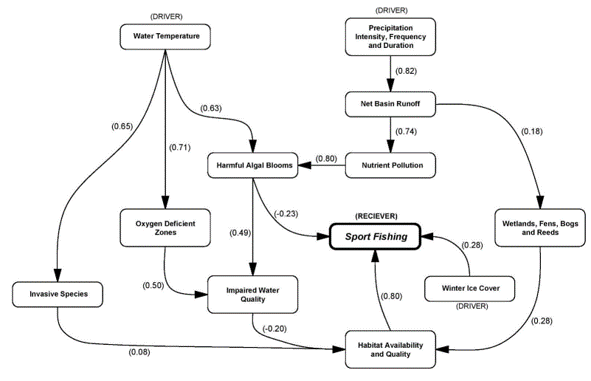 (DRIVER)
Water Temperature
(DRIVER)
Precipitation
Intensity, Frequency
and Duration
(0.82)
Net Basin Runoff
(0.63)
(0.65)
(0.71)
(0.74)
(0.18)
Harmful Algal Blooms
(0.80)
Nutrient Pollution
(-0.23)
(RECIEVER)
Oxygen Deficient
Zones
(0.49)
Sport Fishing
Wetlands, Fens, Bogs
and Reeds
(0.28)
Invasive Species
(0.50)
Impaired Water
Quality
(0.80)
Winter Ice Cover
(DRIVER)
(0.28)
(-0.20)
(0.08)
Habitat Availability
and Quality